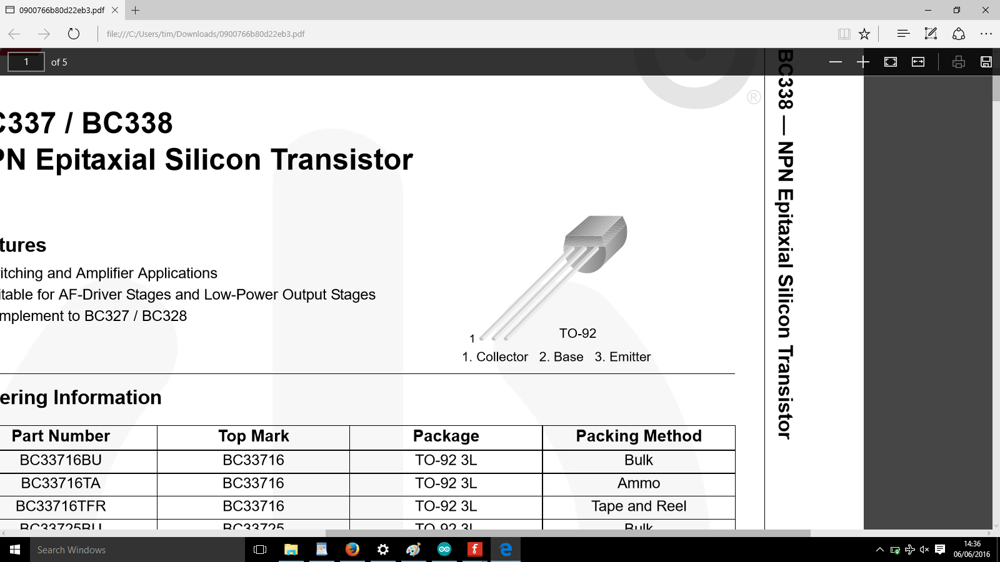 0900766b80d22eb3.pdf
file:///C:/Users/tim/Downloads/0900766b80d22eb3.pdf
1 of 5
®
C337 / BC338
PN Epitaxial Silicon Transistor
tures
itching and Amplifier Applications
itable for AF-Driver Stages and Low-Power Output Stages
mplement to BC327 / BC328
1
TO-92
1. Collector 2. Base 3. Emitter
ering Information
Part Number Top Mark Package Packing Method
BC33716BU BC33716 TO-92 3L Bulk
BC33716TA BC33716 TO-92 3L Ammo
BC33716TFR BC33716 TO-92 3L Tape and Reel
BC33725BU BC33725 TO-92 3L Bulk
BC338 — NPN Epitaxial Silicon Transistor
Search Windows
14:36
06/06/2016